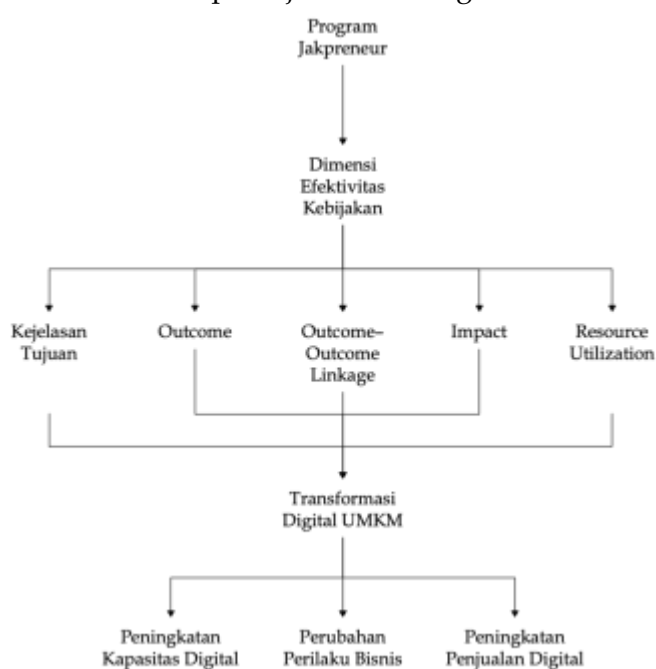 Program
Jakpreneur
Dimensi
Efektivitas
Kebijakan
Kejelasan
Tujuan
Outcome
Outcome–
Outcome
Linkage
Impact
Resource
Utilization
Transformasi
Digital UMKM
Peningkatan
Kapasitas Digital
Perubahan
Perilaku Bisnis
Peningkatan
Penjualan Digital